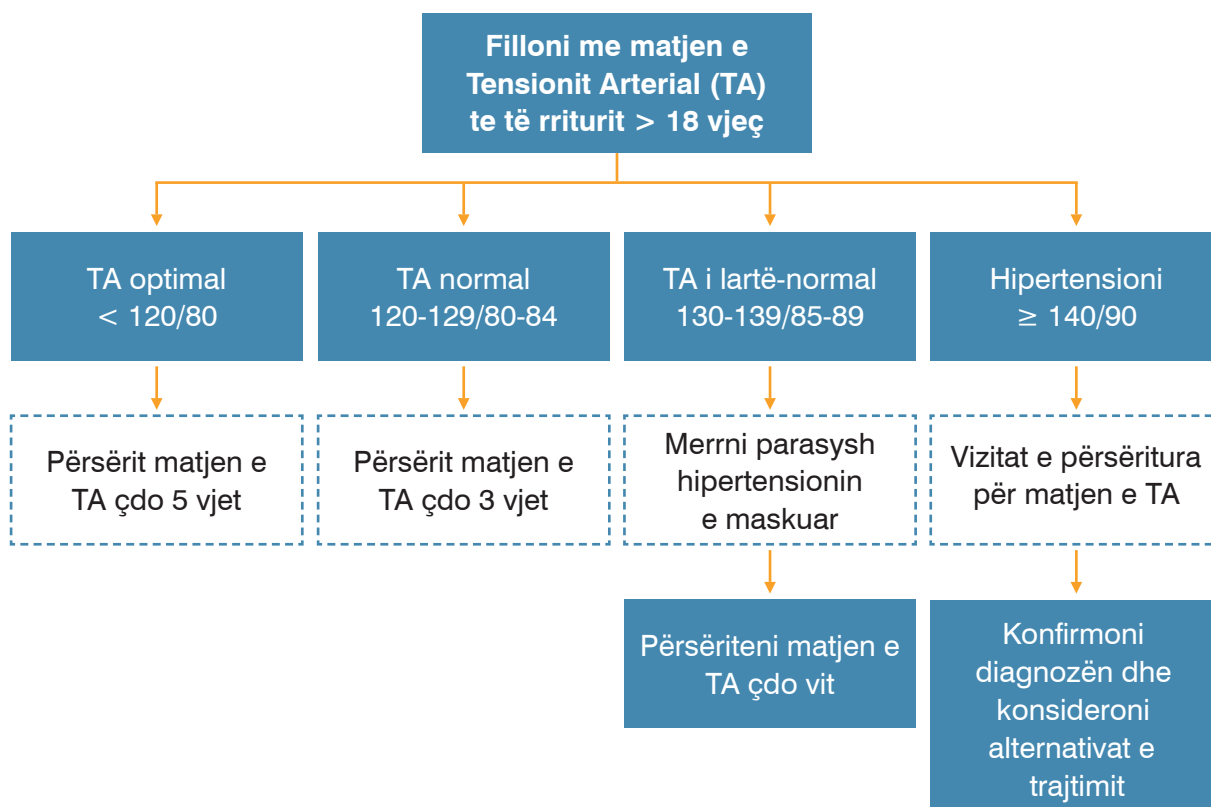 Filloni me matjen e
Tensionit Arterial (TA)
te të rriturit > 18 vjeç
TA optimal
< 120/80
TA normal
120-129/80-84
TA i lartë-normal
130-139/85-89
Hipertensioni
≥ 140/90
Përsërit matjen e
TA çdo 5 vjet
Përsërit matjen e
TA çdo 3 vjet
Merrni parasysh
hipertensionin
e maskuar
Vizitat e përsëritura
për matjen e TA
Përsëriteni matjen e
TA çdo vit
Konfirmoni
diagnozën dhe
konsideroni
alternativat e
trajtimit